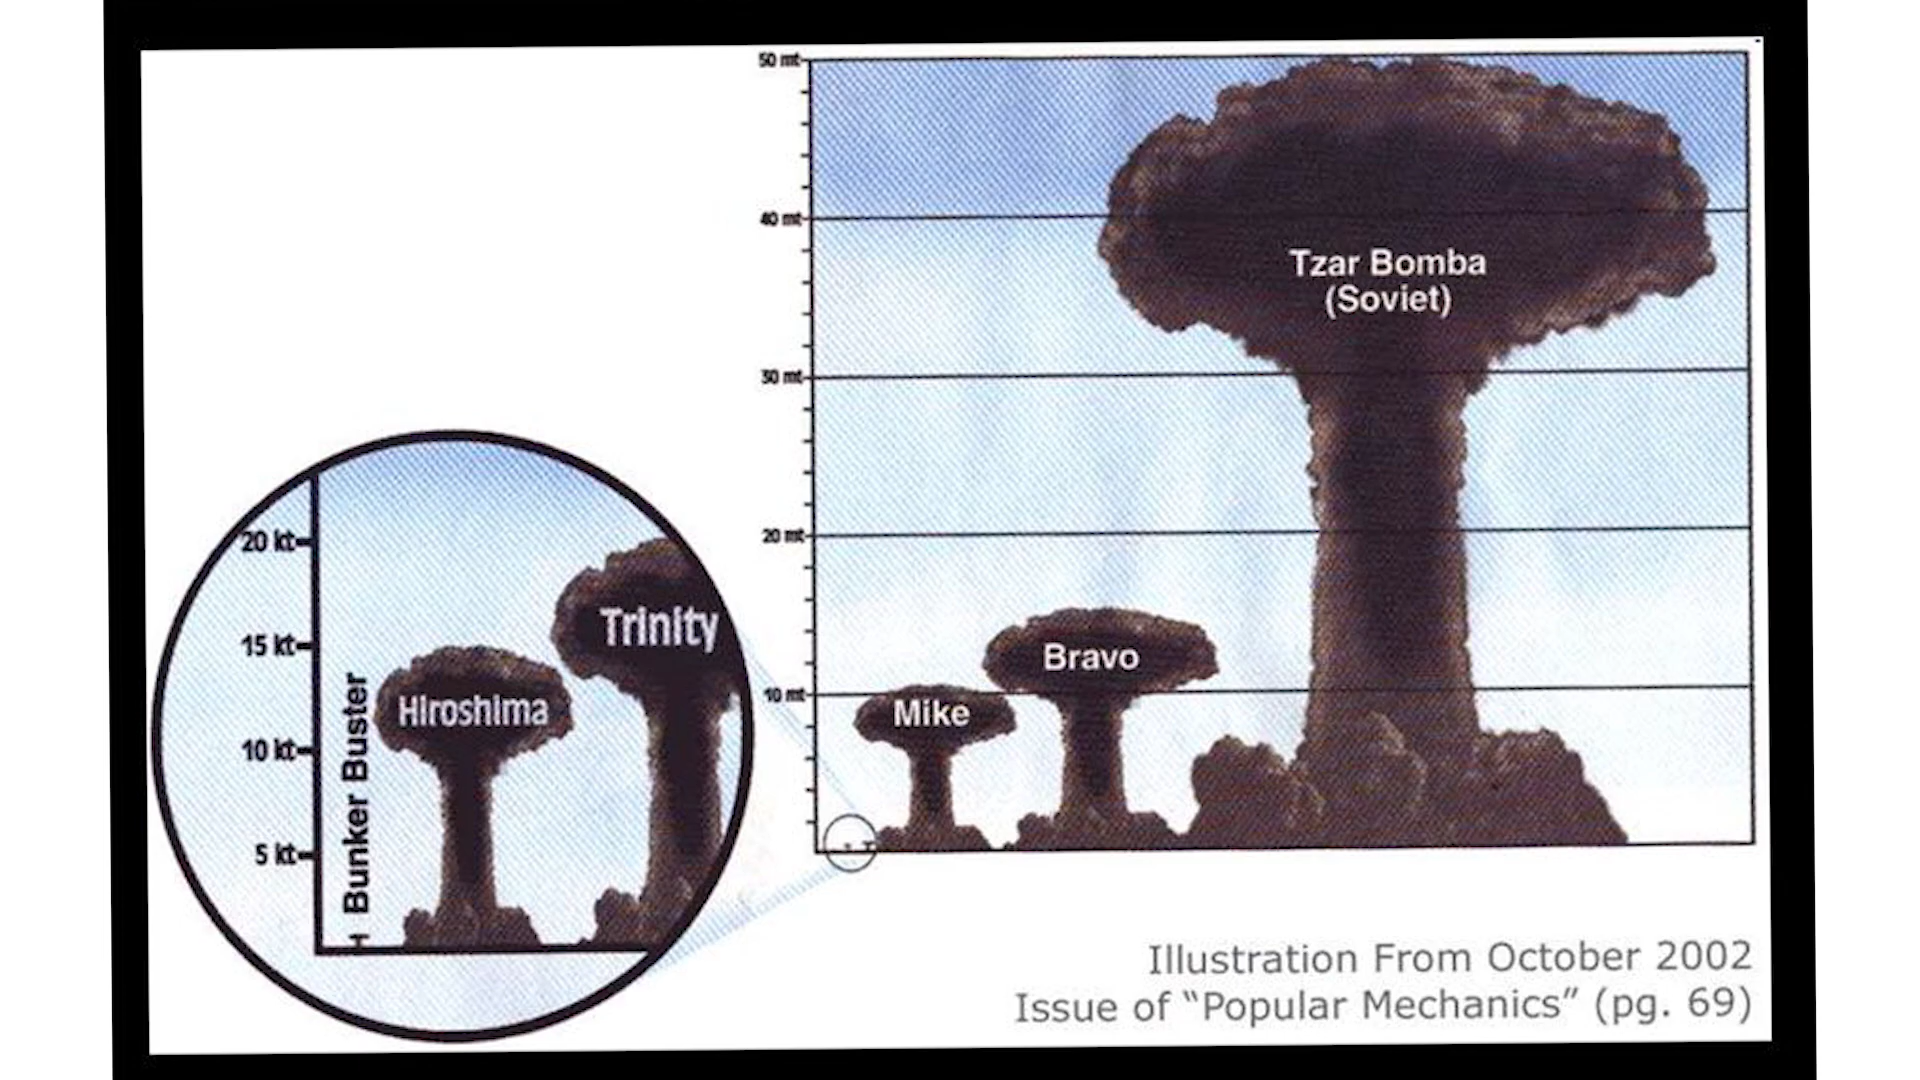 50 mt
40 mt
30 mt
20 mt
10 mt
Tzar Bomba
(Soviet)
Bravo
Mike
20 kt
15 kt
10 kt
5 kt
Bunker Buster
Hiroshima
Trinity
Illustration From October 2002
Issue of “Popular Mechanics” (pg. 69)